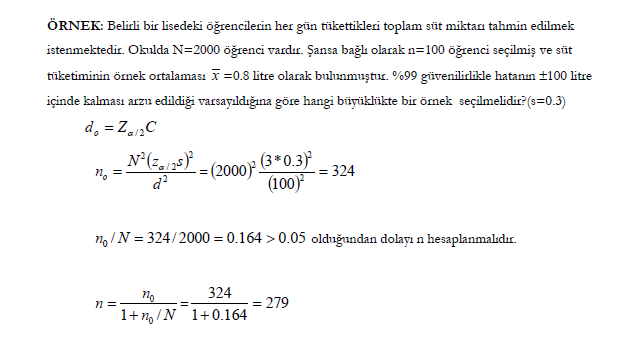 ÖRNEK: Belirli bir lisedeki öğrencilerin her gün tükettikleri toplam süt miktarı tahmin edilmek
istenmektedir. Okulda N=2000 öğrenci vardır. Şansa bağlı olarak n=100 öğrenci seçilmiş ve süt
tüketiminin örnek ortalaması x̅ =0.8 litre olarak bulunmuştur. %99 güvenilirlikle hatanın ±100 litre
içinde kalması arzu edildiği varsayıldığına göre hangi büyüklükte bir örnek seçilmelidir?(s=0.3)
d₀ = Z_{α/2}C
n₀ = N²(z_{α/2}s)² / d² = (2000)² (3*0.3)² / (100)² = 324
n₀ / N = 324 / 2000 = 0.164 > 0.05 olduğundan dolayı n hesaplanmalıdır.
n = n₀ / (1 + n₀ / N) = 324 / (1 + 0.164) = 279